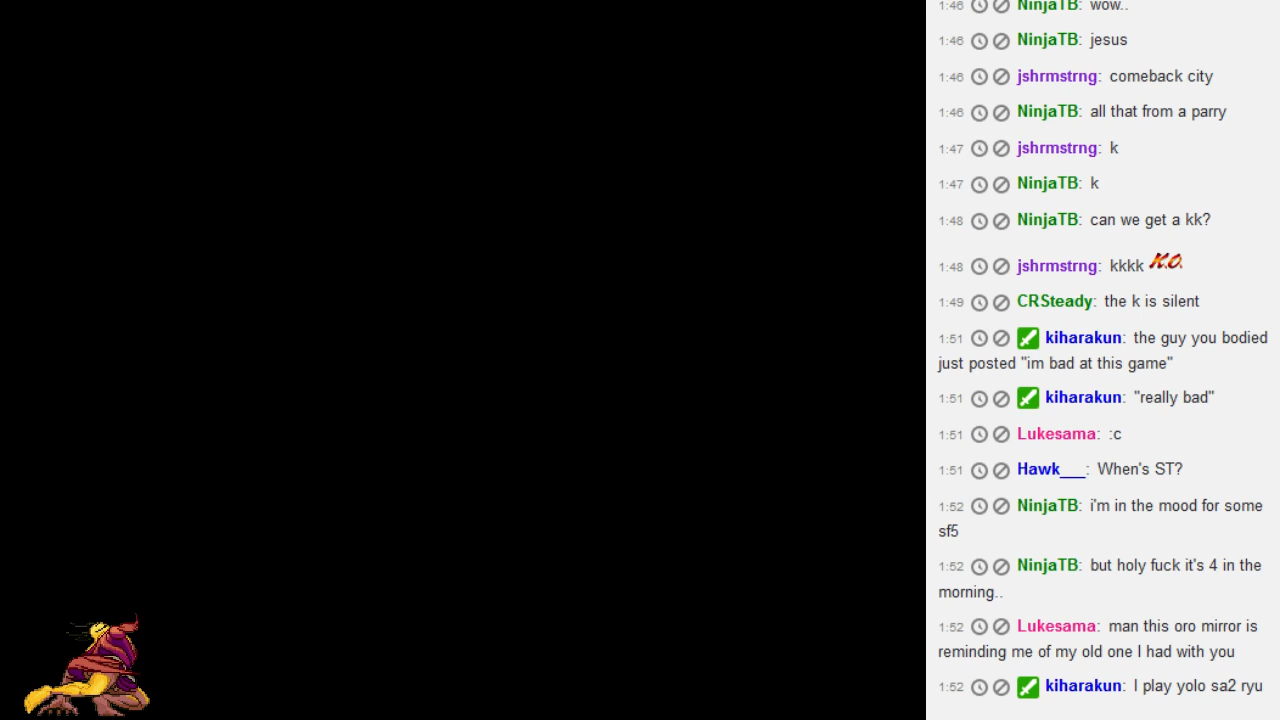 1:46 NinjaTB: wow..
1:46 NinjaTB: jesus
1:46 jshrmstrng: comeback city
1:46 NinjaTB: all that from a parry
1:47 jshrmstrng: k
1:47 NinjaTB: k
1:48 NinjaTB: can we get a kk?
1:48 jshrmstrng: kkkk K.O.
1:49 CRSteady: the k is silent
1:51 kiharakun: the guy you bodied
just posted "im bad at this game"
1:51 kiharakun: "really bad"
1:51 Lukesama: :c
1:51 Hawk___: When's ST?
1:52 NinjaTB: i'm in the mood for some
sf5
1:52 NinjaTB: but holy fuck it's 4 in the
morning..
1:52 Lukesama: man this oro mirror is
reminding me of my old one I had with you
1:52 kiharakun: I play yolo sa2 ryu